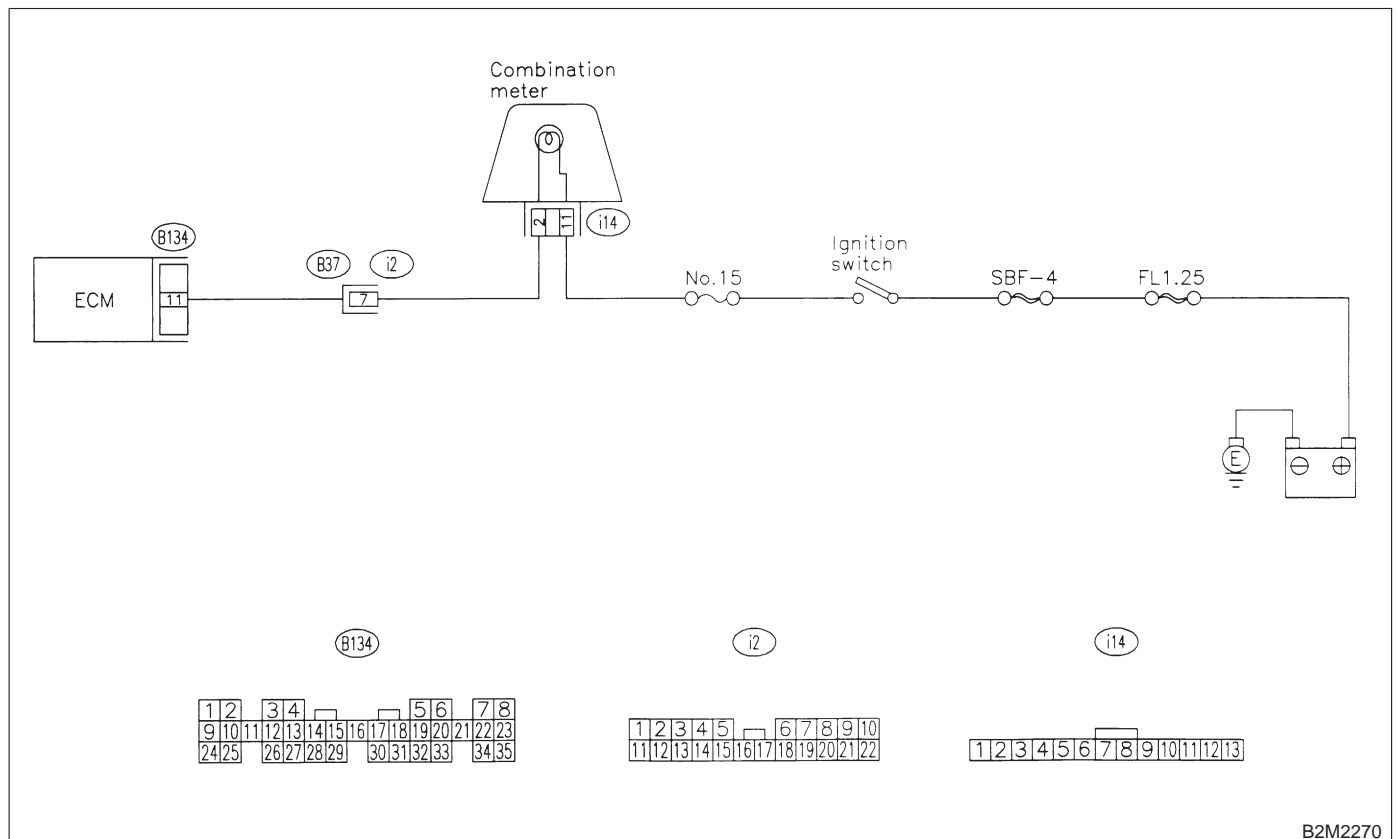 Combination
meter
2
11
i14
B134
B37
i2
ECM
11
7
No.15
Ignition
switch
SBF-4
FL1.25
E
⊖ ⊕
B134
i2
i14
1 2 3 4 5 6 7 8
9 10 11 12 13 14 15 16 17 18 19 20 21 22 23
24 25 26 27 28 29 30 31 32 33 34 35
1 2 3 4 5 6 7 8 9 10
11 12 13 14 15 16 17 18 19 20 21 22
1 2 3 4 5 6 7 8 9 10 11 12 13
B2M2270